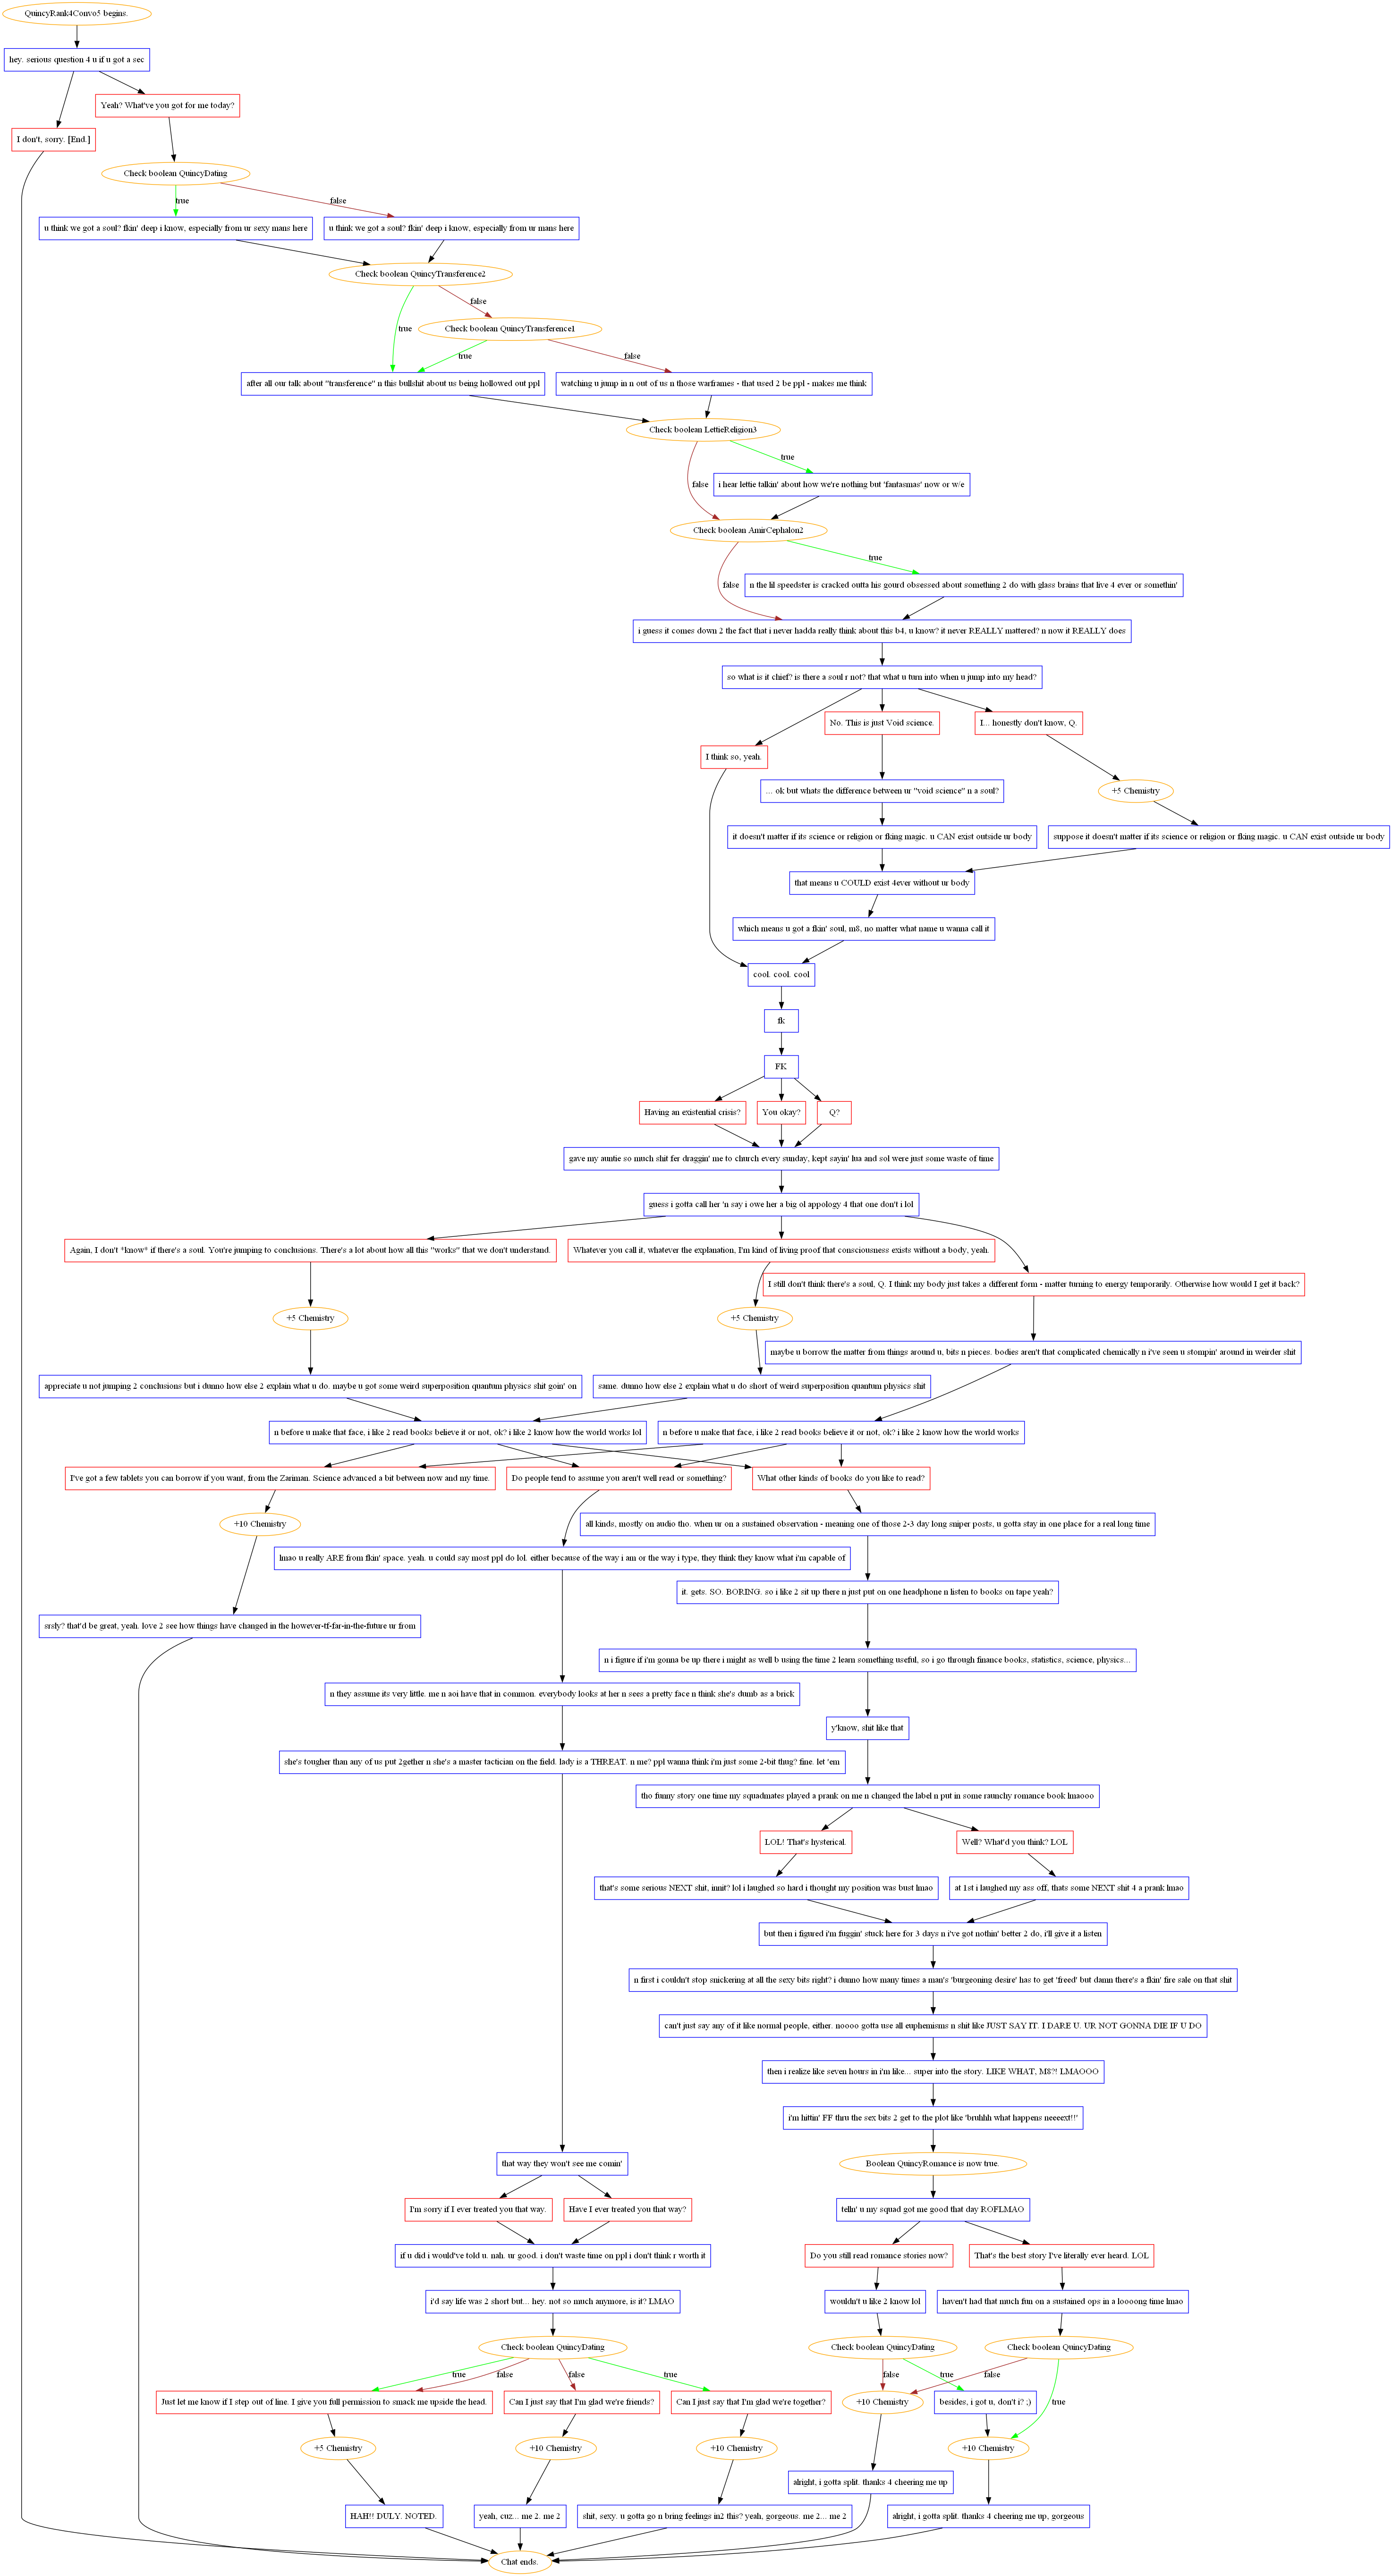 QuincyRank4Convo5 begins.
hey. serious question 4 u if u got a sec
Yeah? What've you got for me today?
I don't, sorry. [End.]
Check boolean QuincyDating
true
false
u think we got a soul? fkin' deep i know, especially from ur sexy mans here
u think we got a soul? fkin' deep i know, especially from ur mans here
Check boolean QuincyTransference2
false
true
Check boolean QuincyTransference1
true
false
after all our talk about "transference" n this bullshit about us being hollowed out ppl
watching u jump in n out of us n those warframes - that used 2 be ppl - makes me think
Check boolean LettieReligion3
true
false
i hear lettie talkin' about how we're nothing but 'fantasmas' now or w/e
Check boolean AmirCephalon2
true
false
n the lil speedster is cracked outta his gourd obsessed about something 2 do with glass brains that live 4 ever or somethin'
i guess it comes down 2 the fact that i never hadda really think about this b4, u know? it never REALLY mattered? n now it REALLY does
so what is it chief? is there a soul r not? that what u turn into when u jump into my head?
No. This is just Void science.
I... honestly don't know, Q.
I think so, yeah.
... ok but whats the difference between ur "void science" n a soul?
+5 Chemistry
it doesn't matter if its science or religion or fking magic. u CAN exist outside ur body
suppose it doesn't matter if its science or religion or fking magic. u CAN exist outside ur body
that means u COULD exist 4ever without ur body
which means u got a fkin' soul, m8, no matter what name u wanna call it
cool. cool. cool
fk
FK
Having an existential crisis?
You okay?
Q?
gave my auntie so much shit fer draggin' me to church every sunday, kept sayin' lua and sol were just some waste of time
guess i gotta call her 'n say i owe her a big ol appology 4 that one don't i lol
Again, I don't *know* if there's a soul. You're jumping to conclusions. There's a lot about how all this "works" that we don't understand.
Whatever you call it, whatever the explanation, I'm kind of living proof that consciousness exists without a body, yeah.
I still don't think there's a soul, Q. I think my body just takes a different form - matter turning to energy temporarily. Otherwise how would I get it back?
+5 Chemistry
+5 Chemistry
maybe u borrow the matter from things around u, bits n pieces. bodies aren't that complicated chemically n i've seen u stompin' around in weirder shit
appreciate u not jumping 2 conclusions but i dunno how else 2 explain what u do. maybe u got some weird superposition quantum physics shit goin' on
same. dunno how else 2 explain what u do short of weird superposition quantum physics shit
n before u make that face, i like 2 read books believe it or not, ok? i like 2 know how the world works lol
n before u make that face, i like 2 read books believe it or not, ok? i like 2 know how the world works
I've got a few tablets you can borrow if you want, from the Zariman. Science advanced a bit between now and my time.
Do people tend to assume you aren't well read or something?
What other kinds of books do you like to read?
+10 Chemistry
all kinds, mostly on audio tho. when ur on a sustained observation - meaning one of those 2-3 day long sniper posts, u gotta stay in one place for a real long time
lmao u really ARE from fkin' space. yeah. u could say most ppl do lol. either because of the way i am or the way i type, they think they know what i'm capable of
it. gets. SO. BORING. so i like 2 sit up there n just put on one headphone n listen to books on tape yeah?
srsly? that'd be great, yeah. love 2 see how things have changed in the however-tf-far-in-the-future ur from
n i figure if i'm gonna be up there i might as well b using the time 2 learn something useful, so i go through finance books, statistics, science, physics...
n they assume its very little. me n aoi have that in common. everybody looks at her n sees a pretty face n think she's dumb as a brick
y'know, shit like that
she's tougher than any of us put 2gether n she's a master tactician on the field. lady is a THREAT. n me? ppl wanna think i'm just some 2-bit thug? fine. let 'em
tho funny story one time my squadmates played a prank on me n changed the label n put in some raunchy romance book lmaooo
LOL! That's hysterical.
Well? What'd you think? LOL
that's some serious NEXT shit, innit? lol i laughed so hard i thought my position was bust lmao
at 1st i laughed my ass off, thats some NEXT shit 4 a prank lmao
but then i figured i'm fuggin' stuck here for 3 days n i've got nothin' better 2 do, i'll give it a listen
n first i couldn't stop snickering at all the sexy bits right? i dunno how many times a man's 'burgeoning desire' has to get 'freed' but damn there's a fkin' fire sale on that shit
can't just say any of it like normal people, either. noooo gotta use all euphemisms n shit like JUST SAY IT. I DARE U. UR NOT GONNA DIE IF U DO
then i realize like seven hours in i'm like... super into the story. LIKE WHAT, M8?! LMAOOO
i'm hittin' FF thru the sex bits 2 get to the plot like 'bruhhh what happens neeeext!!'
that way they won't see me comin'
Boolean QuincyRomance is now true.
I'm sorry if I ever treated you that way.
Have I ever treated you that way?
telln' u my squad got me good that day ROFLMAO
if u did i would've told u. nah. ur good. i don't waste time on ppl i don't think r worth it
Do you still read romance stories now?
That's the best story I've literally ever heard. LOL
i'd say life was 2 short but... hey. not so much anymore, is it? LMAO
wouldn't u like 2 know lol
haven't had that much fun on a sustained ops in a loooong time lmao
Check boolean QuincyDating
Check boolean QuincyDating
Check boolean QuincyDating
true
false
false
true
false
true
false
true
Just let me know if I step out of line. I give you full permission to smack me upside the head.
Can I just say that I'm glad we're friends?
Can I just say that I'm glad we're together?
+10 Chemistry
besides, i got u, don't i? ;)
+5 Chemistry
+10 Chemistry
+10 Chemistry
+10 Chemistry
alright, i gotta split. thanks 4 cheering me up
HAH!! DULY. NOTED.
yeah, cuz... me 2. me 2
shit, sexy. u gotta go n bring feelings in2 this? yeah, gorgeous. me 2... me 2
alright, i gotta split. thanks 4 cheering me up, gorgeous
Chat ends.